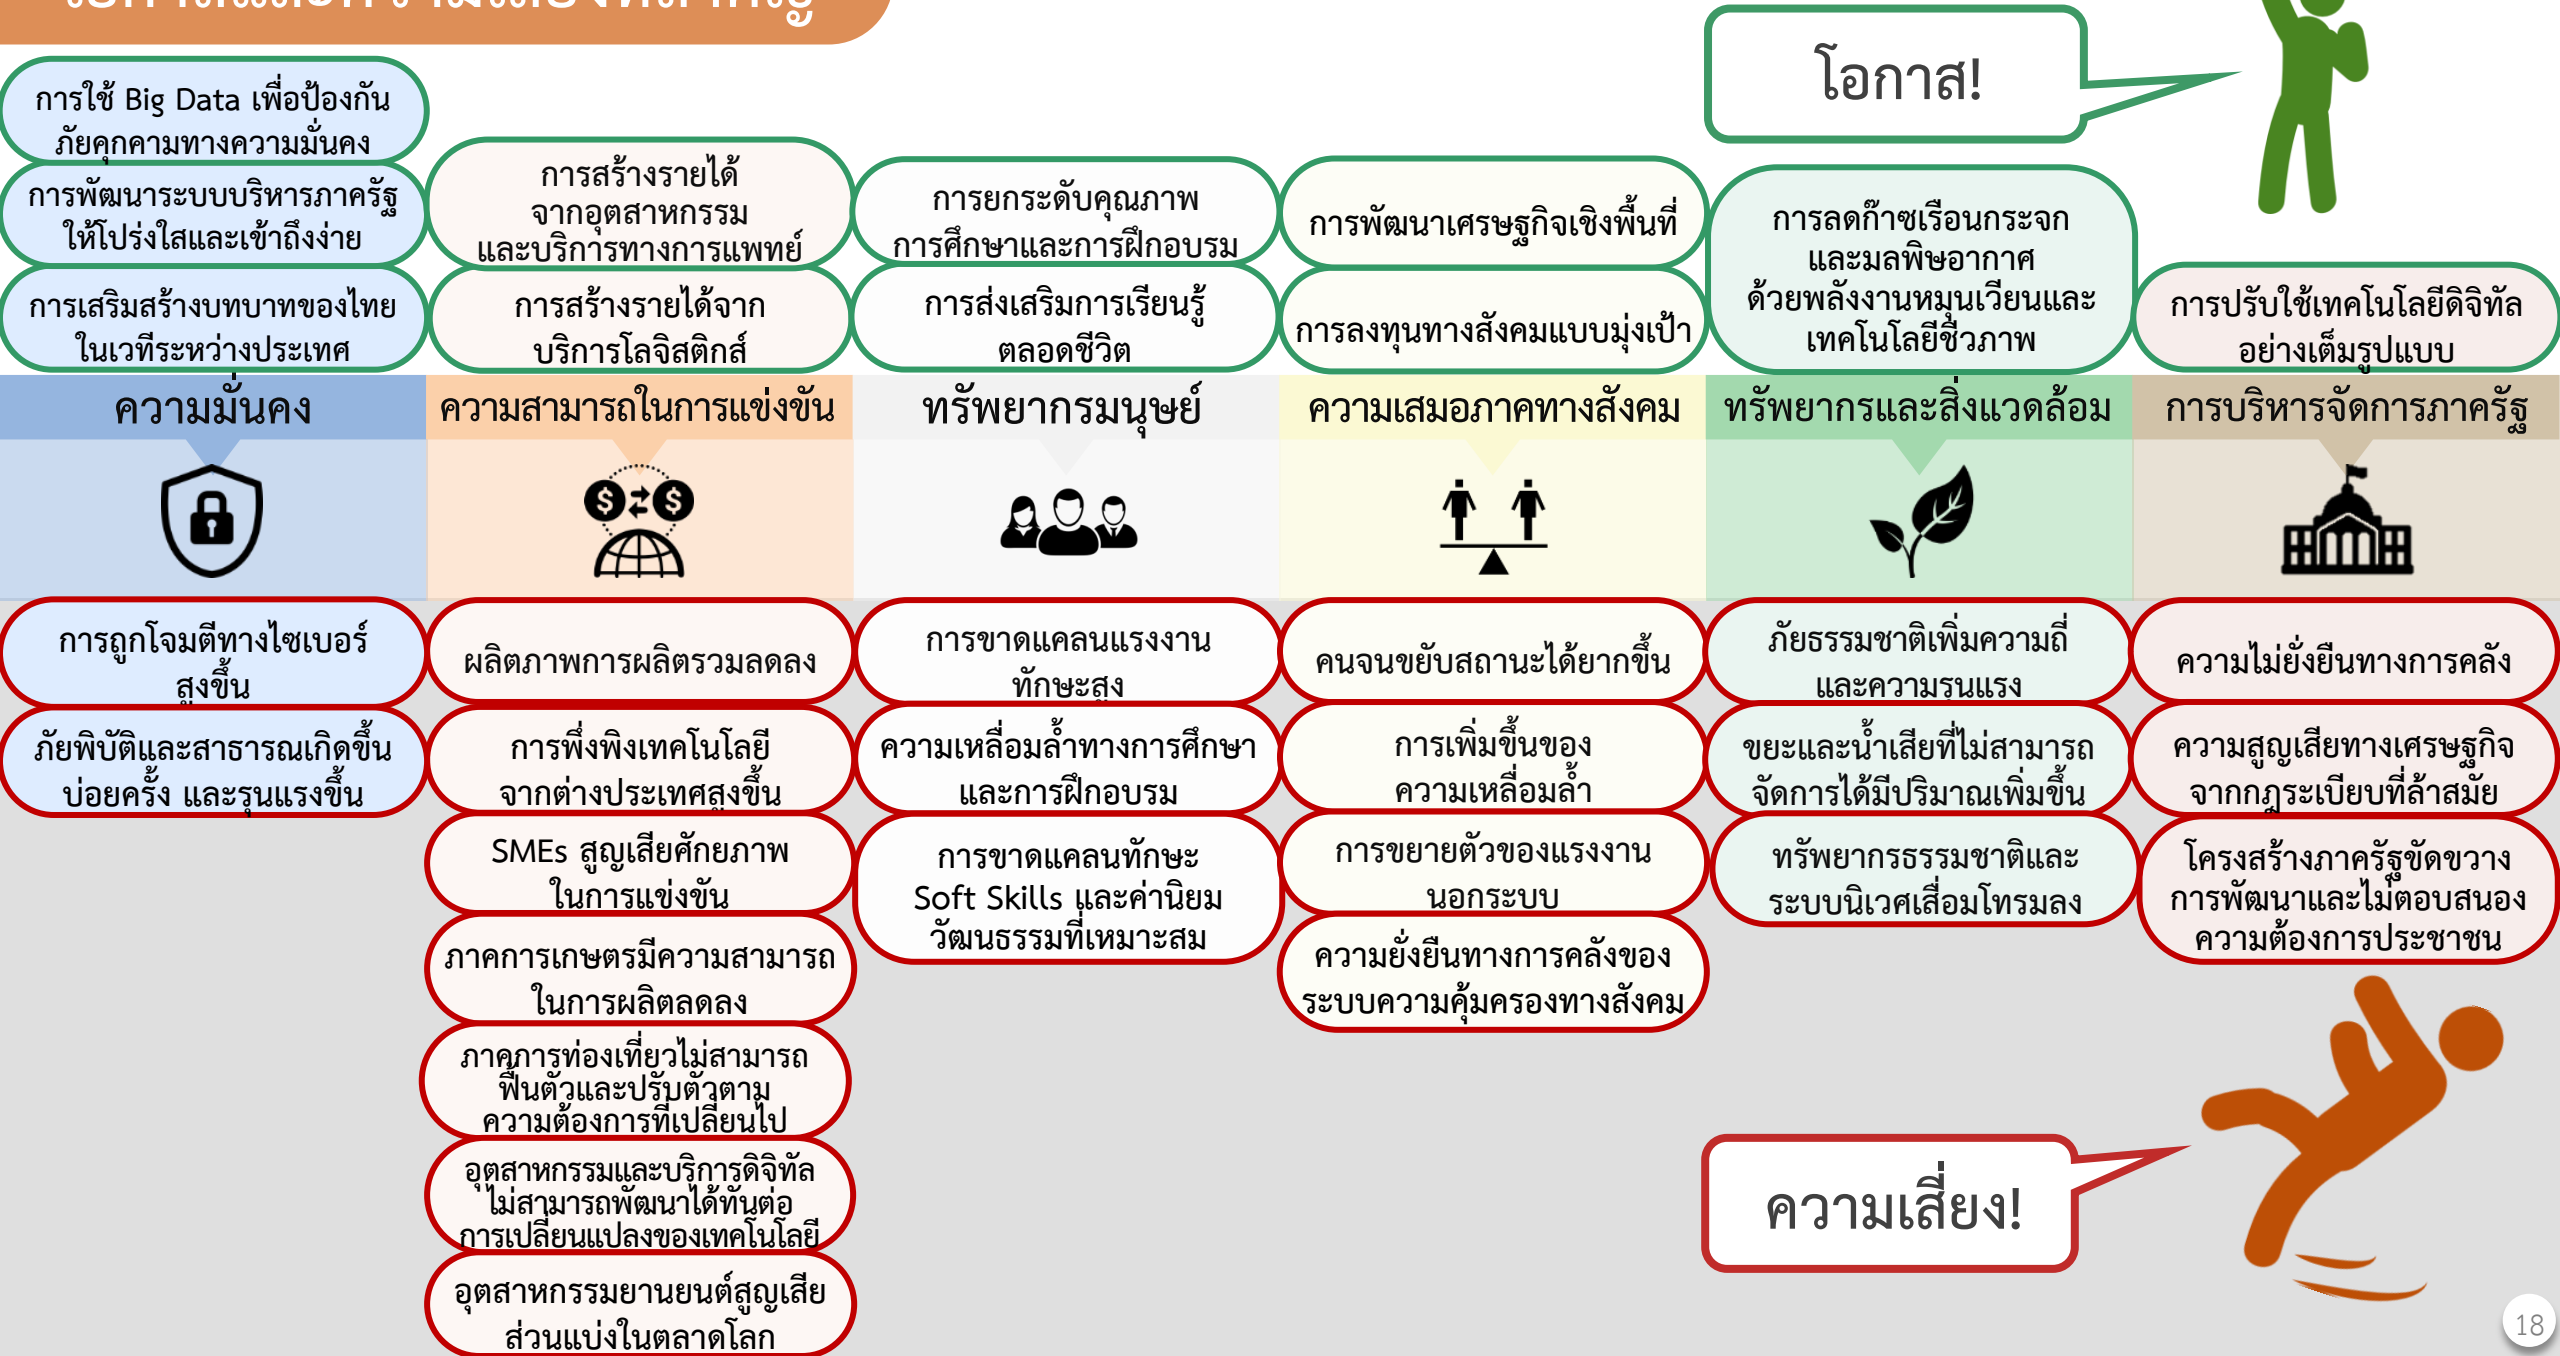 โอกาสและความเสี่ยงที่สำคัญ
โอกาส!
การใช้ Big Data เพื่อป้องกัน
ภัยคุกคามทางความมั่นคง
การพัฒนาระบบบริหารภาครัฐ
ให้โปร่งใสและเข้าถึงง่าย
การเสริมสร้างบทบาทของไทย
ในเวทีระหว่างประเทศ
การสร้างรายได้
จากอุตสาหกรรม
และบริการทางการแพทย์
การสร้างรายได้จาก
บริการโลจิสติกส์
การยกระดับคุณภาพ
การศึกษาและการฝึกอบรม
การส่งเสริมการเรียนรู้
ตลอดชีวิต
การพัฒนาเศรษฐกิจเชิงพื้นที่
การลงทุนทางสังคมแบบมุ่งเป้า
การลดก๊าซเรือนกระจก
และมลพิษอากาศ
ด้วยพลังงานหมุนเวียนและ
เทคโนโลยีชีวภาพ
การปรับใช้เทคโนโลยีดิจิทัล
อย่างเต็มรูปแบบ
ความมั่นคง
ความสามารถในการแข่งขัน
ทรัพยากรมนุษย์
ความเสมอภาคทางสังคม
ทรัพยากรและสิ่งแวดล้อม
การบริหารจัดการภาครัฐ
การถูกโจมตีทางไซเบอร์
สูงขึ้น
ภัยพิบัติและสาธารณเกิดขึ้น
บ่อยครั้ง และรุนแรงขึ้น
ผลิตภาพการผลิตรวมลดลง
การพึ่งพิงเทคโนโลยี
จากต่างประเทศสูงขึ้น
SMEs สูญเสียศักยภาพ
ในการแข่งขัน
ภาคการเกษตรมีความสามารถ
ในการผลิตลดลง
ภาคการท่องเที่ยวไม่สามารถ
ฟื้นตัวและปรับตัวตาม
ความต้องการที่เปลี่ยนไป
อุตสาหกรรมและบริการดิจิทัล
ไม่สามารถพัฒนาได้ทันต่อ
การเปลี่ยนแปลงของเทคโนโลยี
อุตสาหกรรมยานยนต์สูญเสีย
ส่วนแบ่งในตลาดโลก
การขาดแคลนแรงงาน
ทักษะสูง
ความเหลื่อมล้ำทางการศึกษา
และการฝึกอบรม
การขาดแคลนทักษะ
Soft Skills และค่านิยม
วัฒนธรรมที่เหมาะสม
คนจนขยับสถานะได้ยากขึ้น
การเพิ่มขึ้นของ
ความเหลื่อมล้ำ
การขยายตัวของแรงงาน
นอกระบบ
ความยั่งยืนทางการคลังของ
ระบบความคุ้มครองทางสังคม
ภัยธรรมชาติเพิ่มความถี่
และความรุนแรง
ขยะและน้ำเสียที่ไม่สามารถ
จัดการได้มีปริมาณเพิ่มขึ้น
ทรัพยากรธรรมชาติและ
ระบบนิเวศเสื่อมโทรมลง
ความไม่ยั่งยืนทางการคลัง
ความสูญเสียทางเศรษฐกิจ
จากกฎระเบียบที่ล้าสมัย
โครงสร้างภาครัฐขัดขวาง
การพัฒนาและไม่ตอบสนอง
ความต้องการประชาชน
ความเสี่ยง!
18